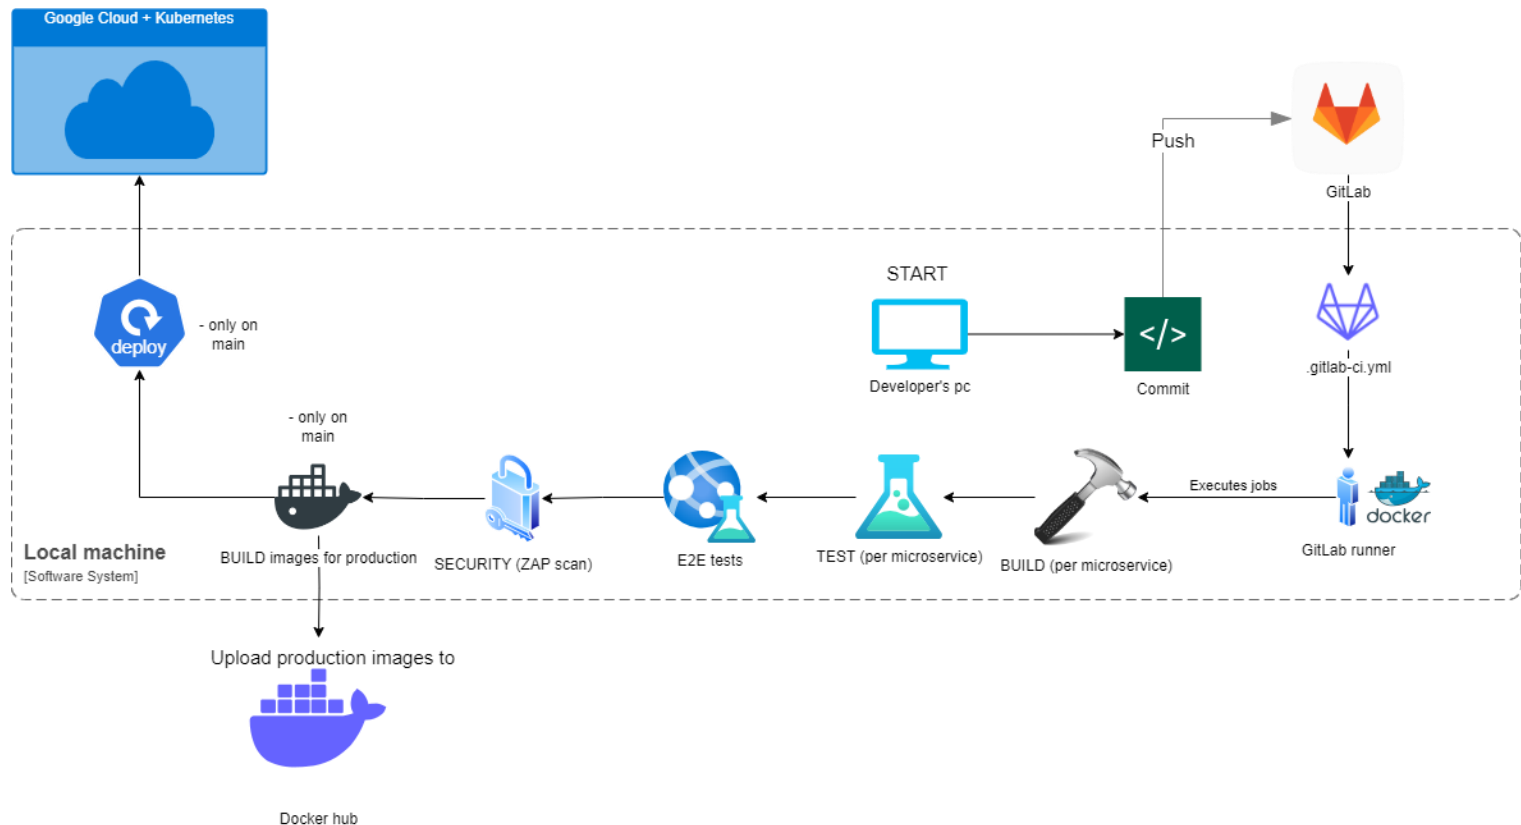 Google Cloud + Kubernetes
Push
GitLab
START
Developer's pc
</>
Commit
.gitlab-ci.yml
deploy
- only on
main
- only on
main
Executes jobs
docker
GitLab runner
BUILD (per microservice)
TEST (per microservice)
E2E tests
SECURITY (ZAP scan)
BUILD images for production
Local machine
[Software System]
Upload production images to
Docker hub